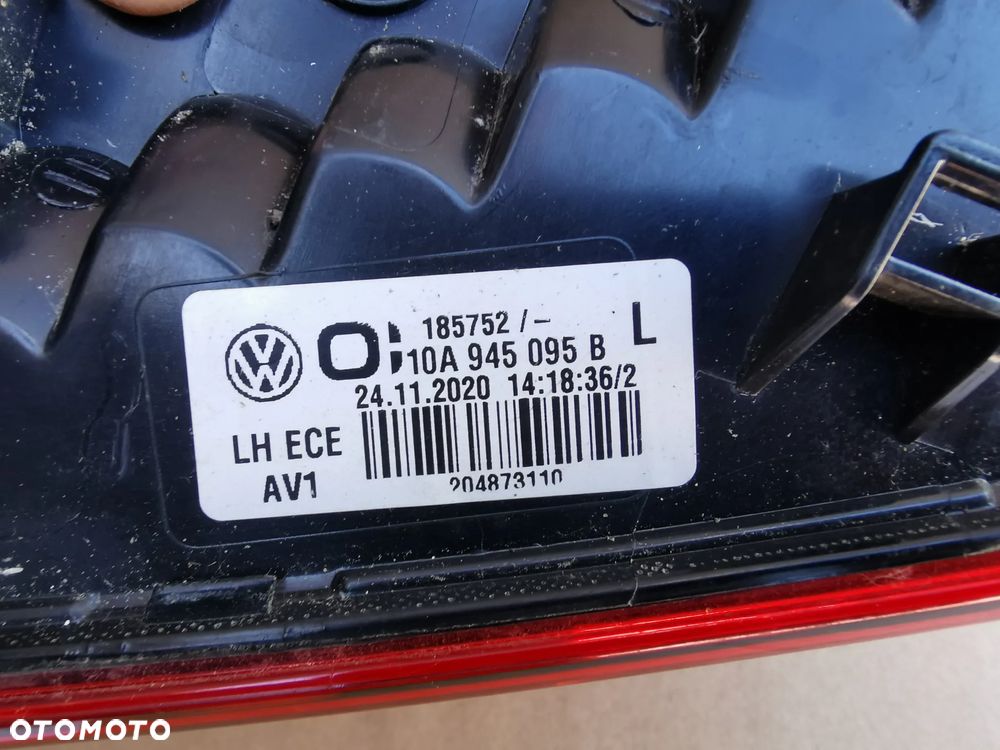 185752 /-
L
10A 945 095 B
24.11.2020 14:18:36/2
LH ECE
AV1
204873110
OTOMOTO